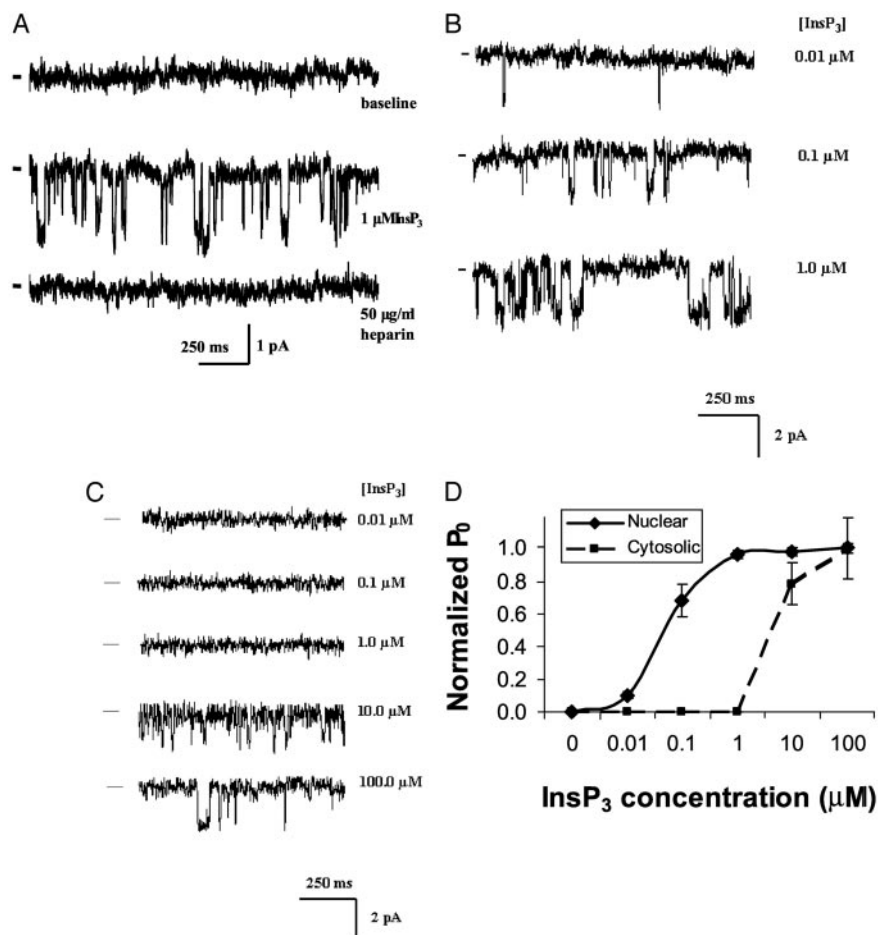 A
baseline
1 μMInsP3
50 μg/ml
heparin
250 ms
1 pA
B
[InsP3]
0.01 μM
0.1 μM
1.0 μM
250 ms
2 pA
C
[InsP3]
0.01 μM
0.1 μM
1.0 μM
10.0 μM
100.0 μM
250 ms
2 pA
D
Nuclear
Cytosolic
Normalized P0
1.0
0.8
0.6
0.4
0.2
0.0
0 0.01 0.1 1 10 100
InsP3 concentration (μM)